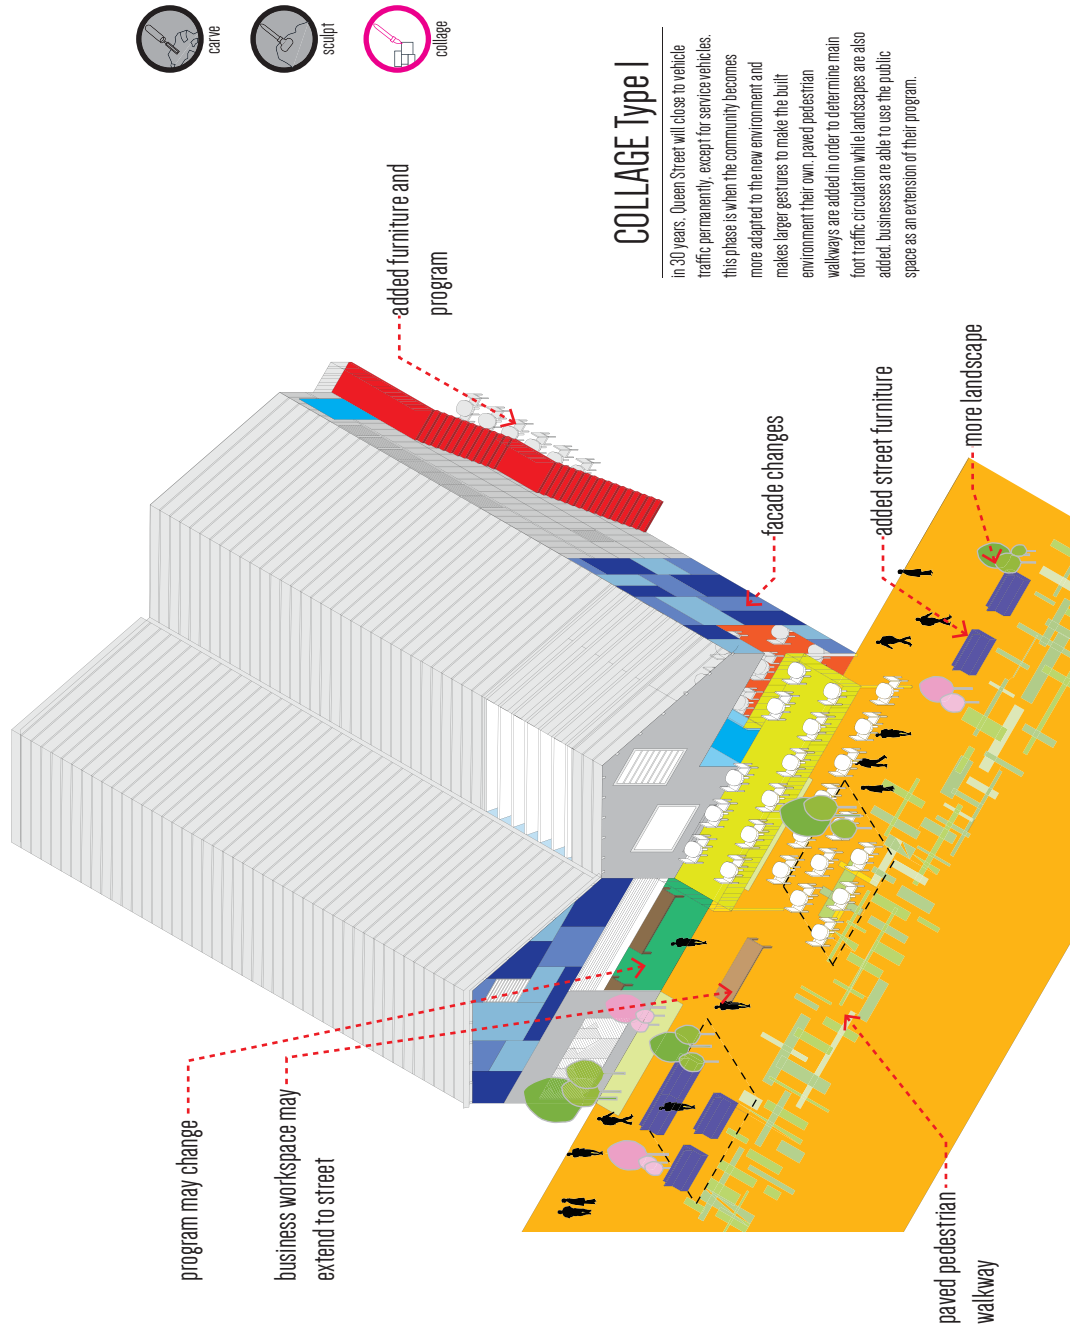 carve
sculpt
collage
COLLAGE Type I
in 30 years, Queen Street will close to vehicle
traffic permanently, except for service vehicles.
this phase is when the community becomes
more adapted to the new environment and
makes larger gestures to make the built
environment their own. paved pedestrian
walkways are added in order to determine main
foot traffic circulation while landscapes are also
added. businesses are able to use the public
space as an extension of their program.
added furniture and
program
facade changes
added street furniture
more landscape
program may change
business workspace may
extend to street
paved pedestrian
walkway